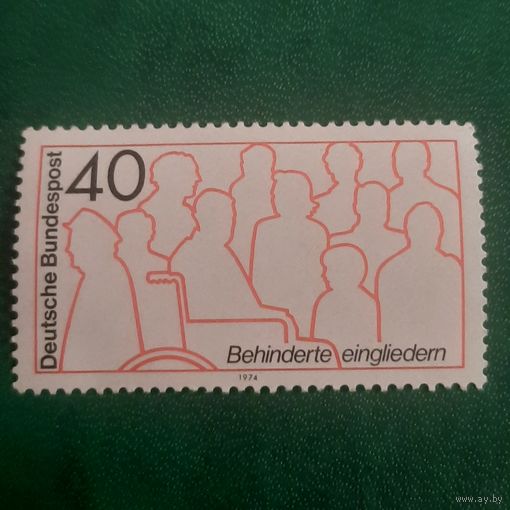 Deutsche Bundespost
40
Behinderte eingliedern
1974
www.ay.by